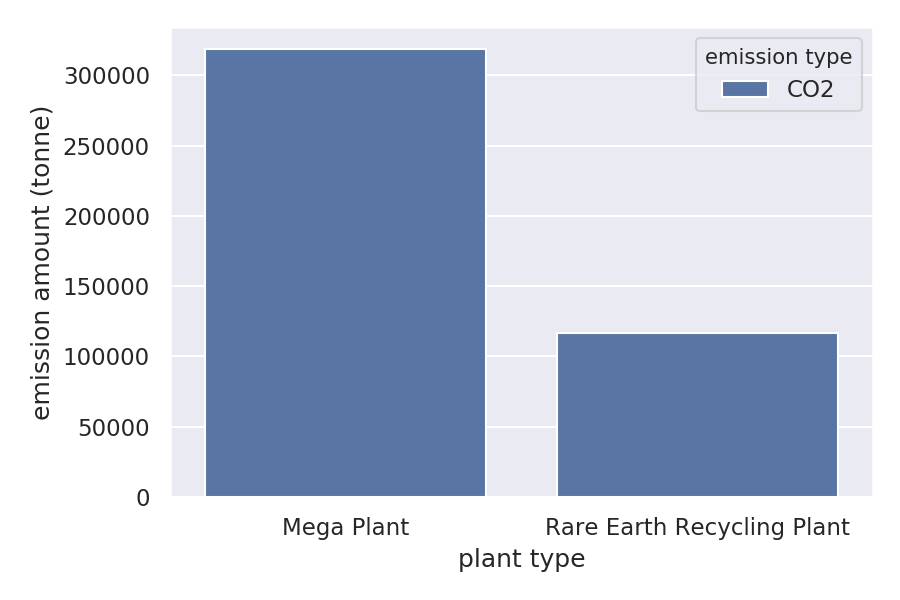 emission type
CO2
300000
250000
200000
150000
100000
50000
0
emission amount (tonne)
Mega Plant
Rare Earth Recycling Plant
plant type